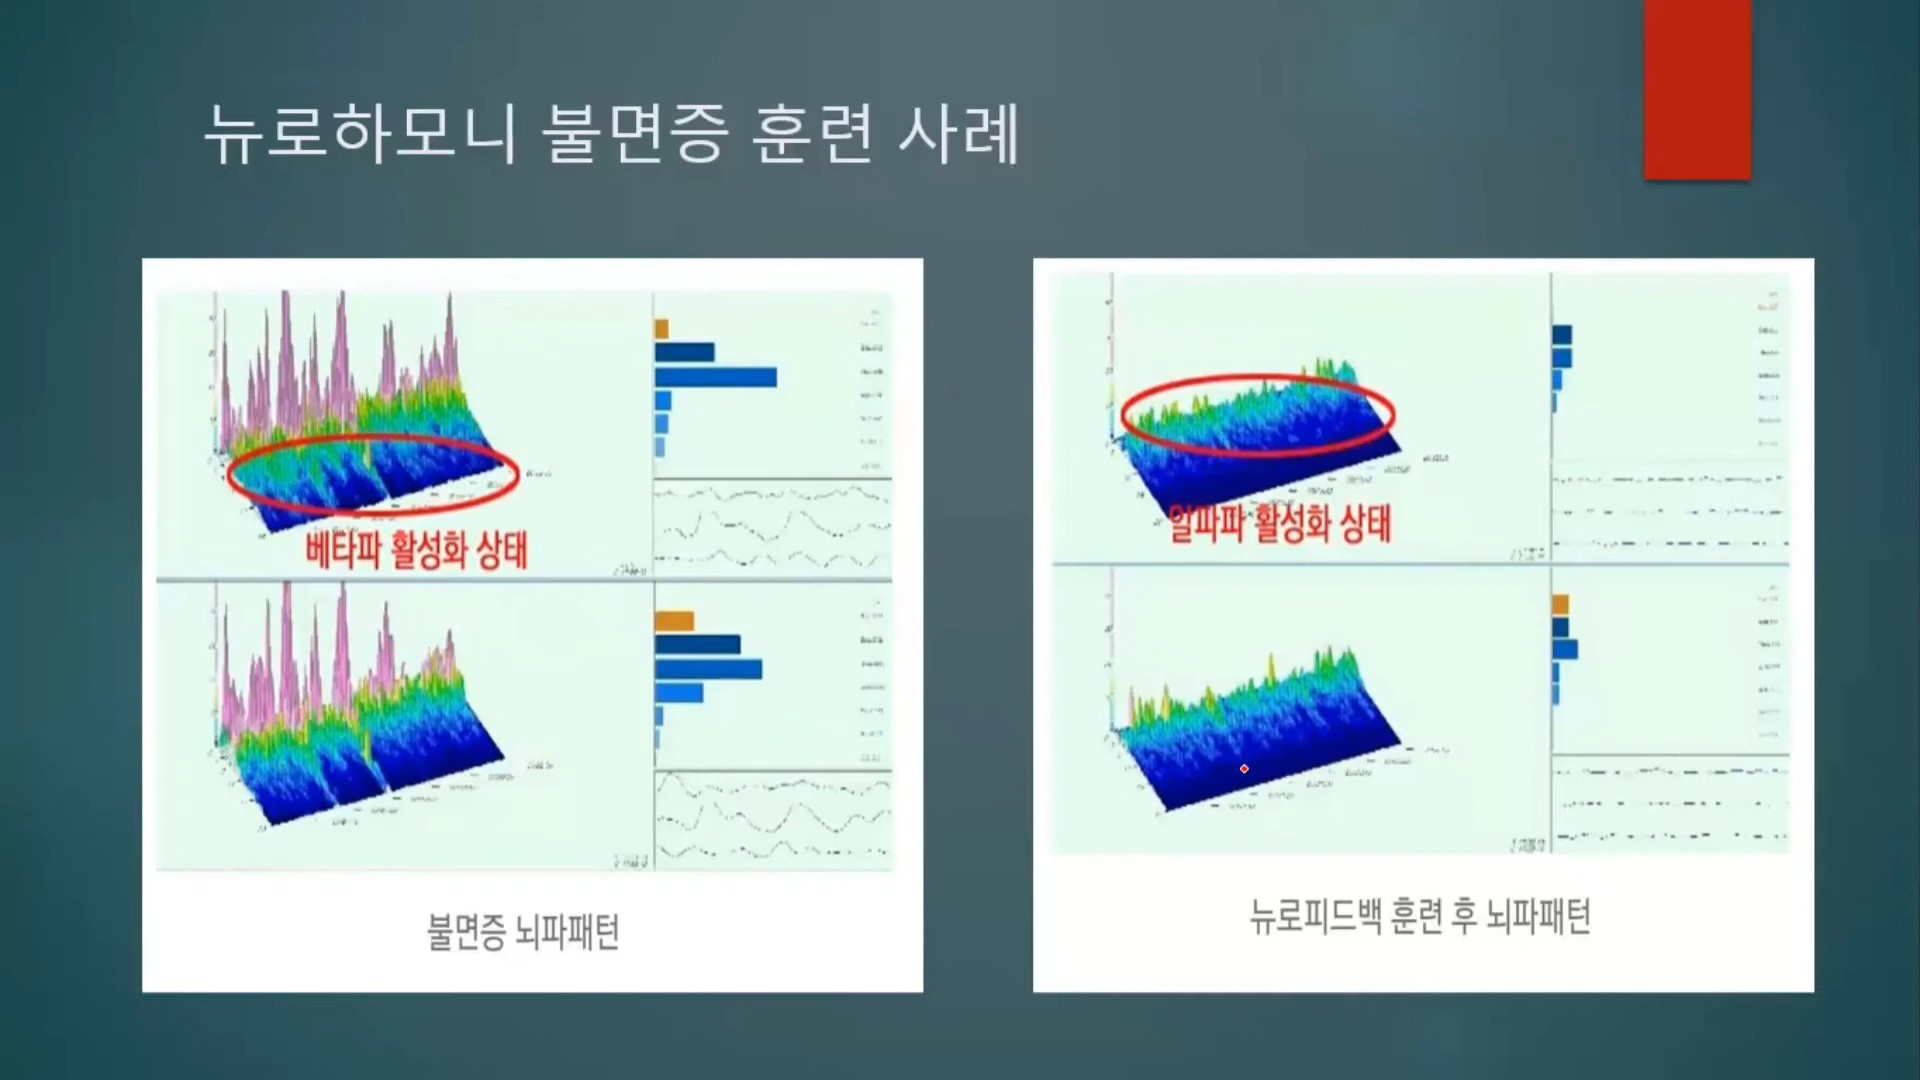 뉴로하모니 불면증 훈련 사례
베타파 활성화 상태
불면증 뇌파패턴
알파파 활성화 상태
뉴로피드백 훈련 후 뇌파패턴